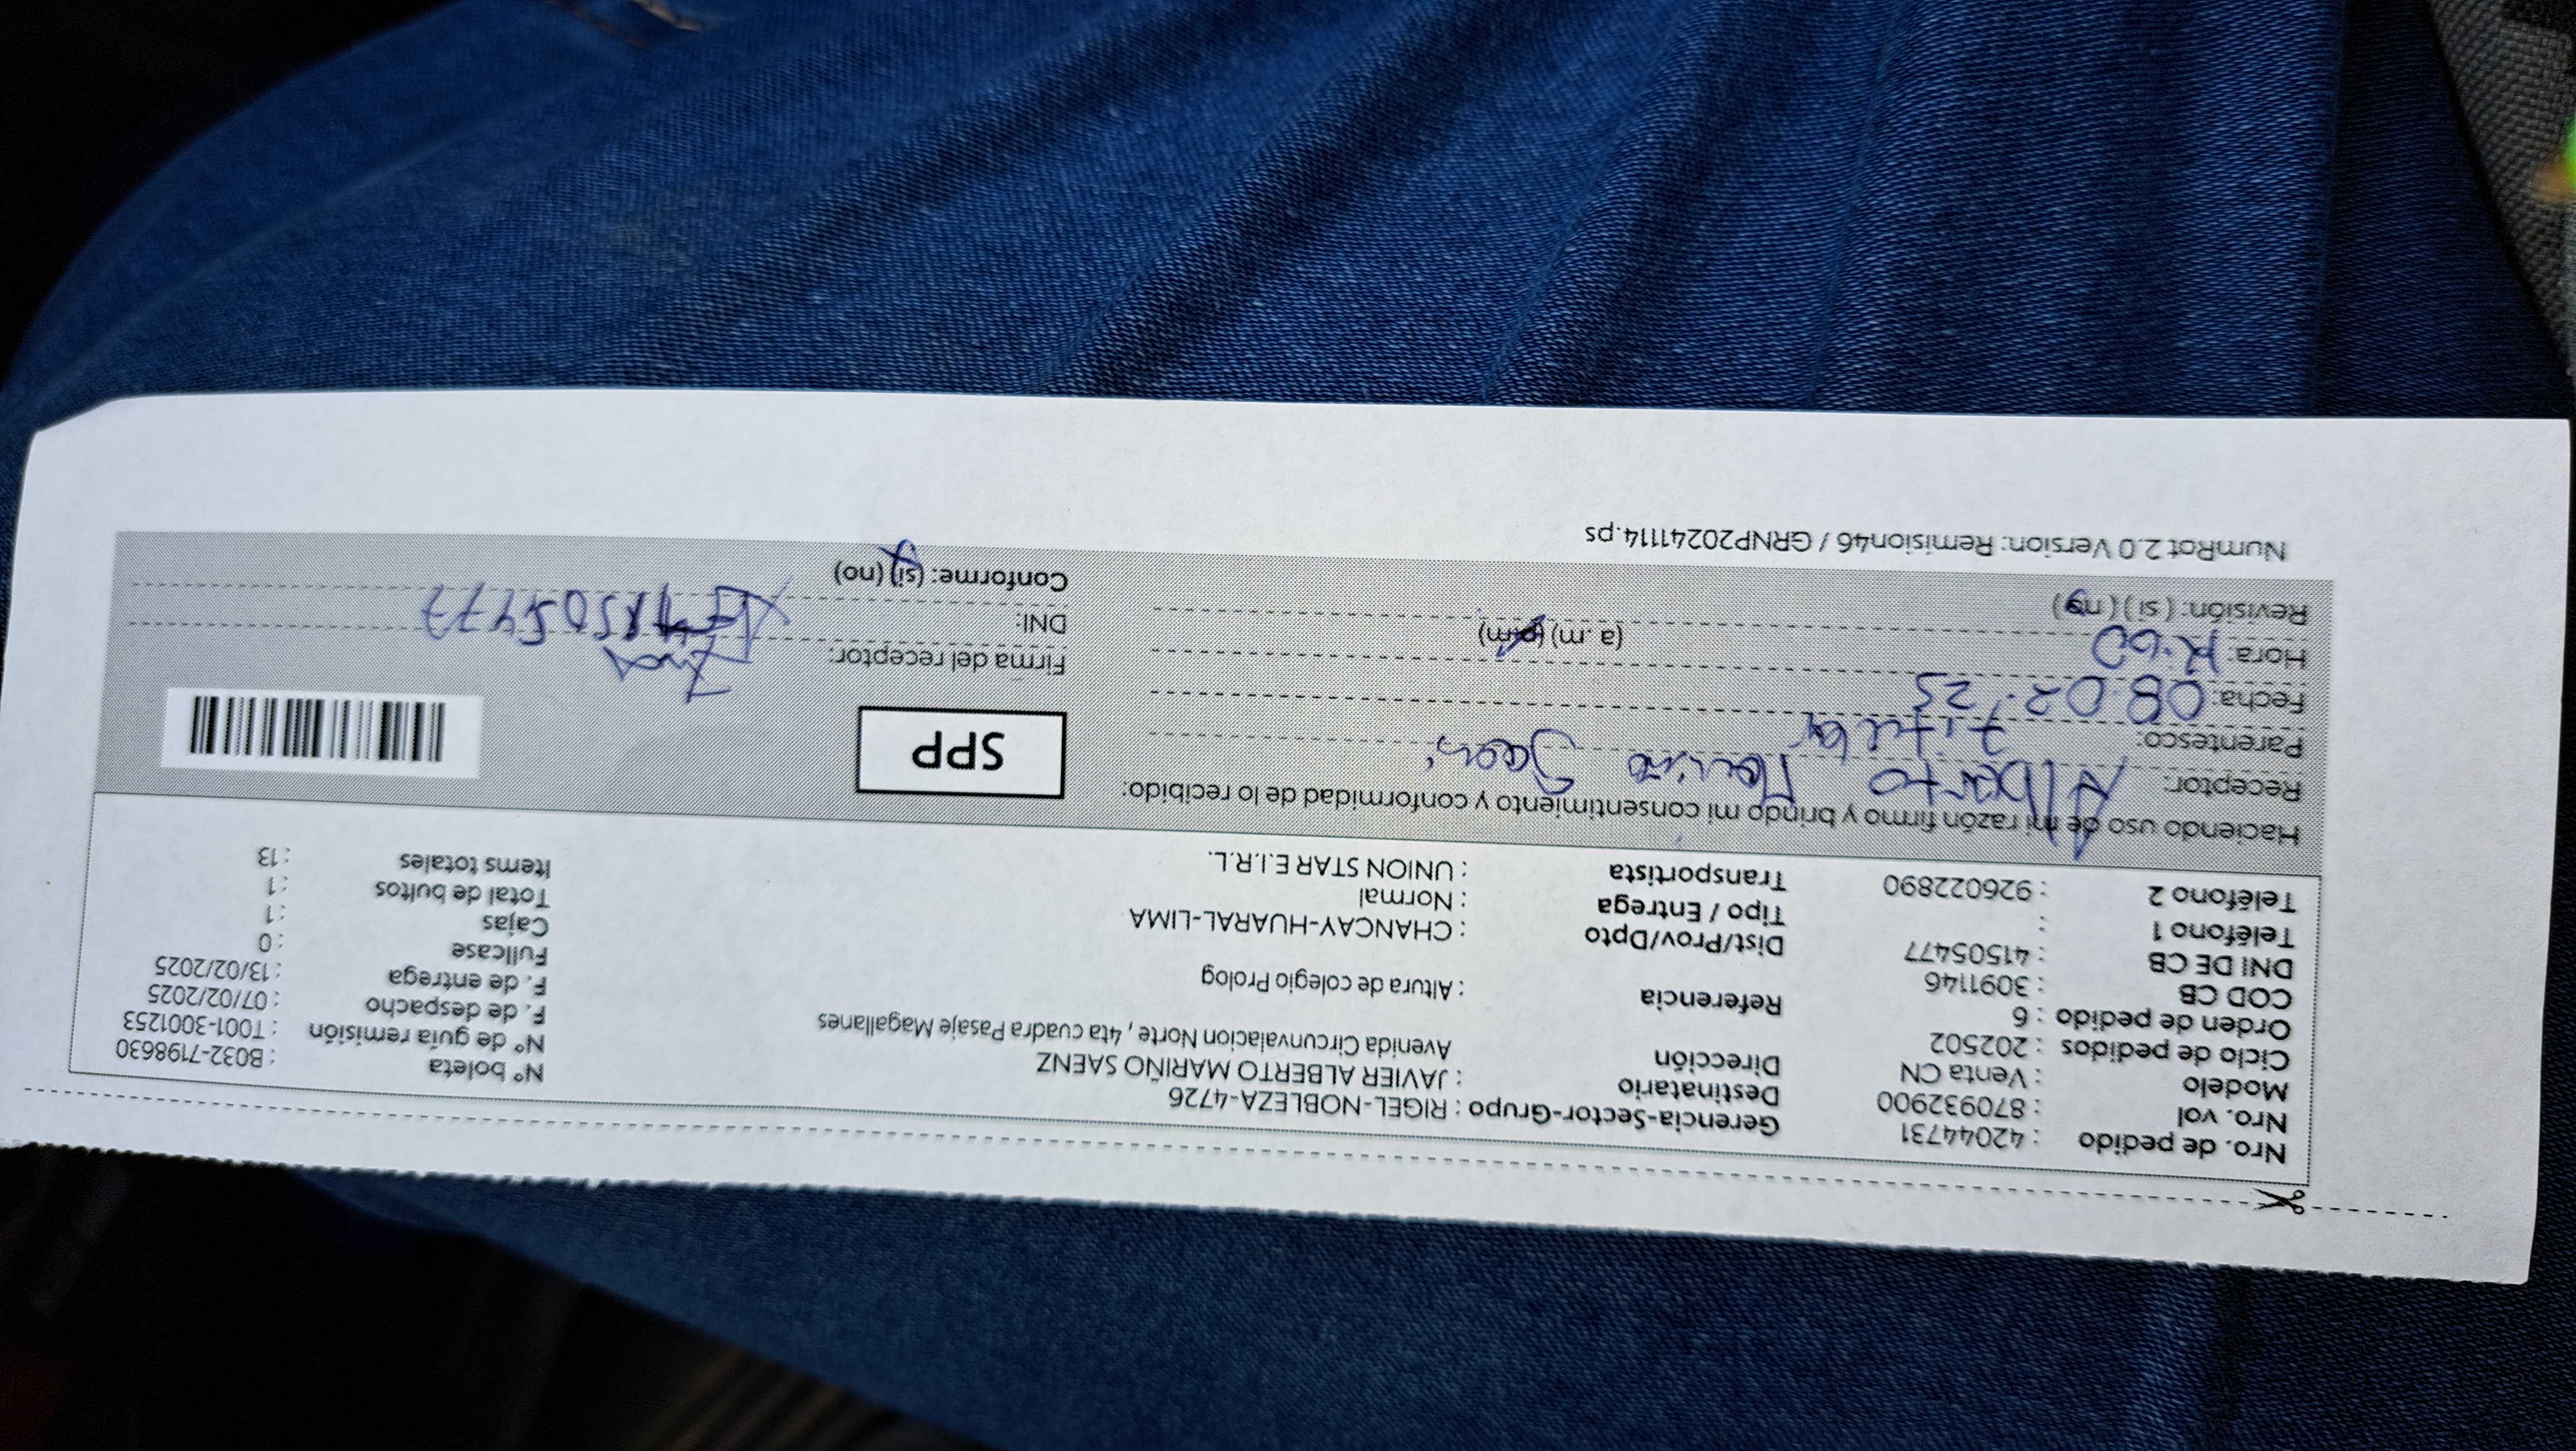 Nro. de pedido : 42044731 Gerencia-Sector-Grupo : RIGEL-NOBLEZA-4726 N° boleta : B032-7198630
Nro. vol : 870932900 Destinatario : JAVIER ALBERTO MARIÑO SAENZ N° de guía remisión : T001-3001253
Modelo : Venta CN Dirección Avenida Circunvalacion Norte , 4ta cuadra Pasaje Magallanes F. de despacho : 07/02/2025
Ciclo de pedidos : 202502 F. de entrega : 13/02/2025
Orden de pedido : 6 Referencia : Altura de colegio Prolog Fullcase : 0
COD CB : 3091146 Cajas : 1
DNI DE CB : 41505477 Dist/Prov/Dpto : CHANCAY-HUARAL-LIMA Total de bultos : 1
Teléfono 1 : Tipo / Entrega : Normal Items totales : 13
Teléfono 2 : 926022890 Transportista : UNION STAR E.I.R.L.
Haciendo uso de mi razón firmo y brindo mi consentimiento y conformidad de lo recibido:
Receptor: Alberto Mariño
Parentesco: Titular
SPP
Fecha: 08.02.25 Firma del receptor:
Hora: (a.m) (p.m) DNI: 41505477
Revisión: (si) (no) Conforme: (si) (no)
NumRot 2.0 Version: Remision46 / GRNP20241114.ps